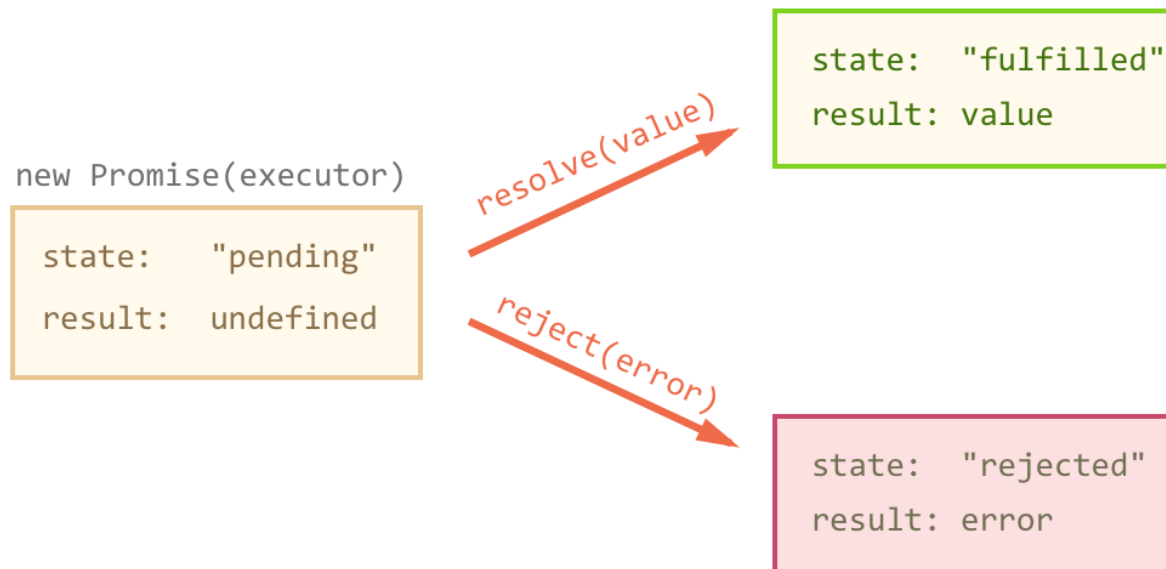 new Promise(executor)
state: "pending"
result: undefined
resolve(value)
reject(error)
state: "fulfilled"
result: value
state: "rejected"
result: error